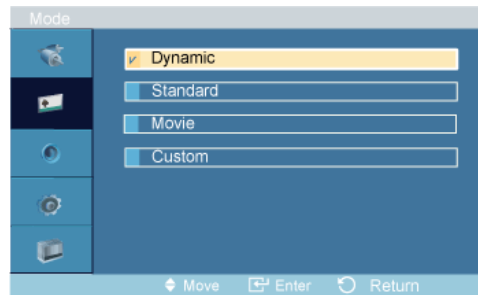 Mode
Dynamic
Standard
Movie
Custom
Move Enter Return